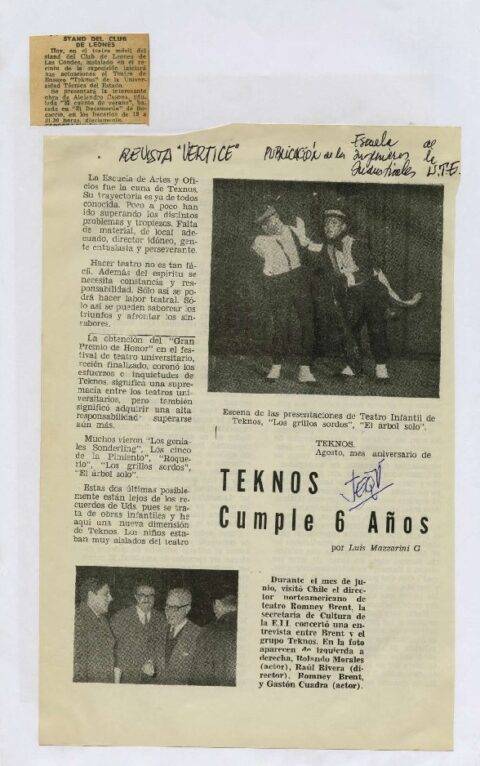 STAND DEL CLUB
DE LEONES
Hoy, en el teatro móvil del
stand del Club de Leones de
Las Condes, instalado en el re-
cinto de la exposición iniciará
sus actuaciones el Teatro de
Ensayo "Teknos" de la Univer-
sidad Técnica del Estado.
Se presentará la interesante
obra de Alejandro Casona, titu-
lada "El cuento de verano", ba-
sada en "El Decamerón" de Bo-
caccio, en los horarios de 19 a
21.30 horas, diariamente.
REVISTA "VERTICE" PUBLICACIÓN de la Escuela de
Ingenieros de la
Industriales U.T.E.
La Escuela de Artes y Ofi-
cios fue la cuna de Teknos.
Su trayectoria es ya de todos
conocida. Poco a poco han
ido superando los distintos
problemas y tropiezos. Falta
de material, de local ade-
cuado, director idóneo, gen-
te entusiasta y perseverante.
Hacer teatro no es tan fá-
cil. Además del espíritu se
necesita constancia y res-
ponsabilidad. Sólo así se po-
drá hacer labor teatral. Só-
lo así se pueden saborear los
triunfos y afrontar los sin-
sabores.
La obtención del "Gran
Premio de Honor" en el fes-
tival de teatro universitario,
recién finalizado, coronó los
esfuerzos e inquietudes de
Teknos, significa una supre-
macía entre los teatros uni-
versitarios, pero también
significó adquirir una alta
responsabilidad: superarse
aún más.
Muchos vieron "Los genia-
les Sonderling", Los cinco
de la Pimienta", "Roque-
río", "Los grillos sordos",
"El árbol solo".
Estas dos últimas posible-
mente están lejos de los re-
cuerdos de Uds. pues se tra-
ta de obras infantiles y he
aquí una nueva dimensión
de Teknos. Los niños esta-
ban muy aislados del teatro
Escena de las presentaciones de Teatro Infantil de
Teknos, "Los grillos sordos", "El árbol solo".
TEKNOS.
Agosto, mes aniversario de
TEKNOS
Cumple 6 Años
por Luis Mazzarini G
Durante el mes de ju-
nio, visitó Chile el direc-
tor norteamericano de
teatro Romney Brent, la
secretaria de Cultura de
la E.I.I. concertó una en-
trevista entre Brent y el
grupo Teknos. En la foto
aparecen de izquierda a
derecha, Rolando Morales
(actor), Raúl Rivera (di-
rector), Romney Brent,
y Gastón Cuadra (actor).